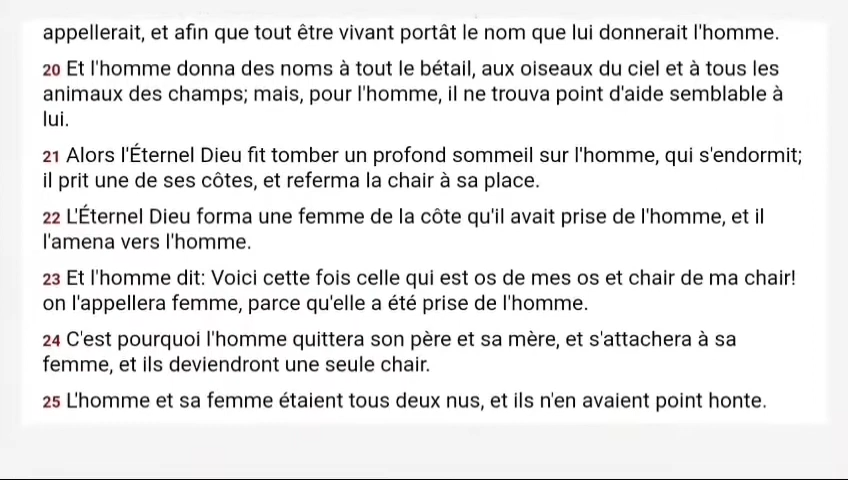 appellerait, et afin que tout être vivant portât le nom que lui donnerait l'homme.
20 Et l'homme donna des noms à tout le bétail, aux oiseaux du ciel et à tous les
animaux des champs; mais, pour l'homme, il ne trouva point d'aide semblable à
lui.
21 Alors l'Éternel Dieu fit tomber un profond sommeil sur l'homme, qui s'endormit;
il prit une de ses côtes, et referma la chair à sa place.
22 L'Éternel Dieu forma une femme de la côte qu'il avait prise de l'homme, et il
l'amena vers l'homme.
23 Et l'homme dit: Voici cette fois celle qui est os de mes os et chair de ma chair!
on l'appellera femme, parce qu'elle a été prise de l'homme.
24 C'est pourquoi l'homme quittera son père et sa mère, et s'attachera à sa
femme, et ils deviendront une seule chair.
25 L'homme et sa femme étaient tous deux nus, et ils n'en avaient point honte.